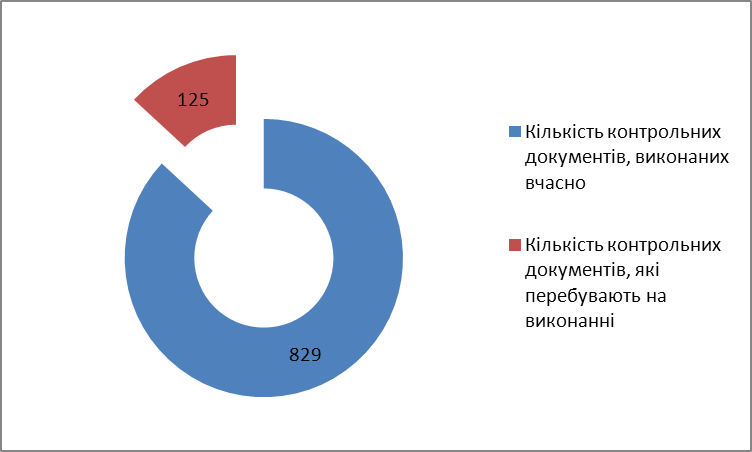 125
829
Кількість контрольних
документів, виконаних
вчасно
Кількість контрольних
документів, які
перебувають на
виконанні